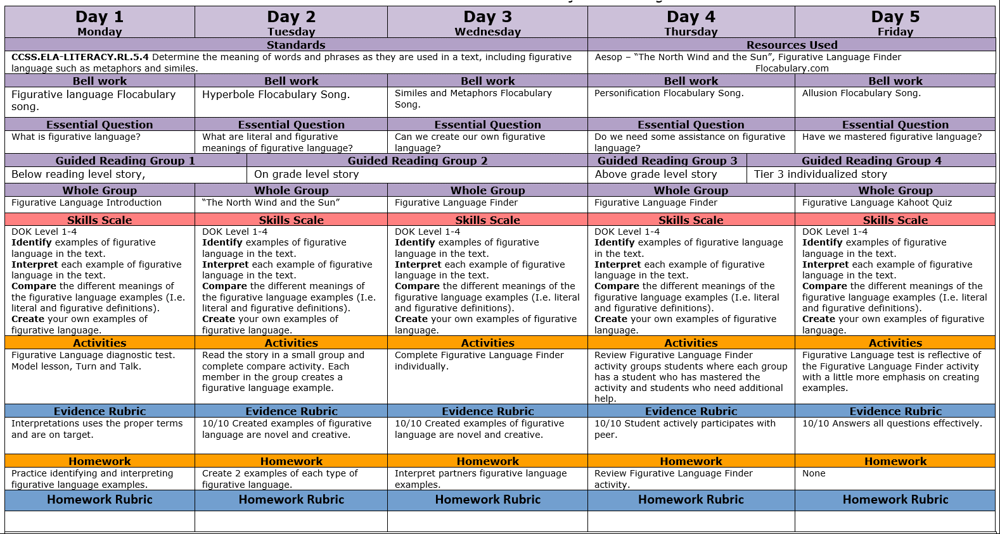 Day 1
Monday
Day 2
Tuesday
Day 3
Wednesday
Day 4
Thursday
Day 5
Friday
Standards
Resources Used
CCSS.ELA-LITERACY.RL.5.4 Determine the meaning of words and phrases as they are used in a text, including figurative
language such as metaphors and similes.
Aesop – “The North Wind and the Sun”, Figurative Language Finder
Flocabulary.com
Bell work
Bell work
Bell work
Bell work
Bell work
Figurative language Flocabulary
song.
Hyperbole Flocabulary Song.
Similes and Metaphors Flocabulary
Song.
Personification Flocabulary Song.
Allusion Flocabulary Song.
Essential Question
Essential Question
Essential Question
Essential Question
Essential Question
What is figurative language?
What are literal and figurative
meanings of figurative language?
Can we create our own figurative
language?
Do we need some assistance on figurative
language?
Have we mastered figurative language?
Guided Reading Group 1
Guided Reading Group 2
Guided Reading Group 3
Guided Reading Group 4
Below reading level story,
On grade level story
Above grade level story
Tier 3 individualized story
Whole Group
Whole Group
Whole Group
Whole Group
Whole Group
Figurative Language Introduction
“The North Wind and the Sun”
Figurative Language Finder
Figurative Language Finder
Figurative Language Kahoot Quiz
Skills Scale
Skills Scale
Skills Scale
Skills Scale
Skills Scale
DOK Level 1-4
Identify examples of figurative
language in the text.
Interpret each example of figurative
language in the text.
Compare the different meanings of
the figurative language examples (I.e.
literal and figurative definitions).
Create your own examples of
figurative language.
DOK Level 1-4
Identify examples of figurative
language in the text.
Interpret each example of figurative
language in the text.
Compare the different meanings of
the figurative language examples (I.e.
literal and figurative definitions).
Create your own examples of
figurative language.
DOK Level 1-4
Identify examples of figurative
language in the text.
Interpret each example of figurative
language in the text.
Compare the different meanings of the
figurative language examples (I.e. literal
and figurative definitions).
Create your own examples of figurative
language.
DOK Level 1-4
Identify examples of figurative language
in the text.
Interpret each example of figurative
language in the text.
Compare the different meanings of the
figurative language examples (I.e. literal
and figurative definitions).
Create your own examples of figurative
language.
DOK Level 1-4
Identify examples of figurative
language in the text.
Interpret each example of figurative
language in the text.
Compare the different meanings of the
figurative language examples (I.e. literal
and figurative definitions).
Create your own examples of figurative
language.
Activities
Activities
Activities
Activities
Activities
Figurative Language diagnostic test.
Model lesson, Turn and Talk.
Read the story in a small group and
complete compare activity. Each
member in the group creates a
figurative language example.
Complete Figurative Language Finder
individually.
Review Figurative Language Finder
activity groups students where each group
has a student who has mastered the
activity and students who need additional
help.
Figurative Language test is reflective of
the Figurative Language Finder activity
with a little more emphasis on creating
examples.
Evidence Rubric
Evidence Rubric
Evidence Rubric
Evidence Rubric
Evidence Rubric
Interpretations uses the proper terms
and are on target.
10/10 Created examples of figurative
language are novel and creative.
10/10 Created examples of figurative
language are novel and creative.
10/10 Student actively participates with
peer.
10/10 Answers all questions effectively.
Homework
Homework
Homework
Homework
Homework
Practice identifying and interpreting
figurative language examples.
Create 2 examples of each type of
figurative language.
Interpret partners figurative language
examples.
Review Figurative Language Finder
activity.
None
Homework Rubric
Homework Rubric
Homework Rubric
Homework Rubric
Homework Rubric